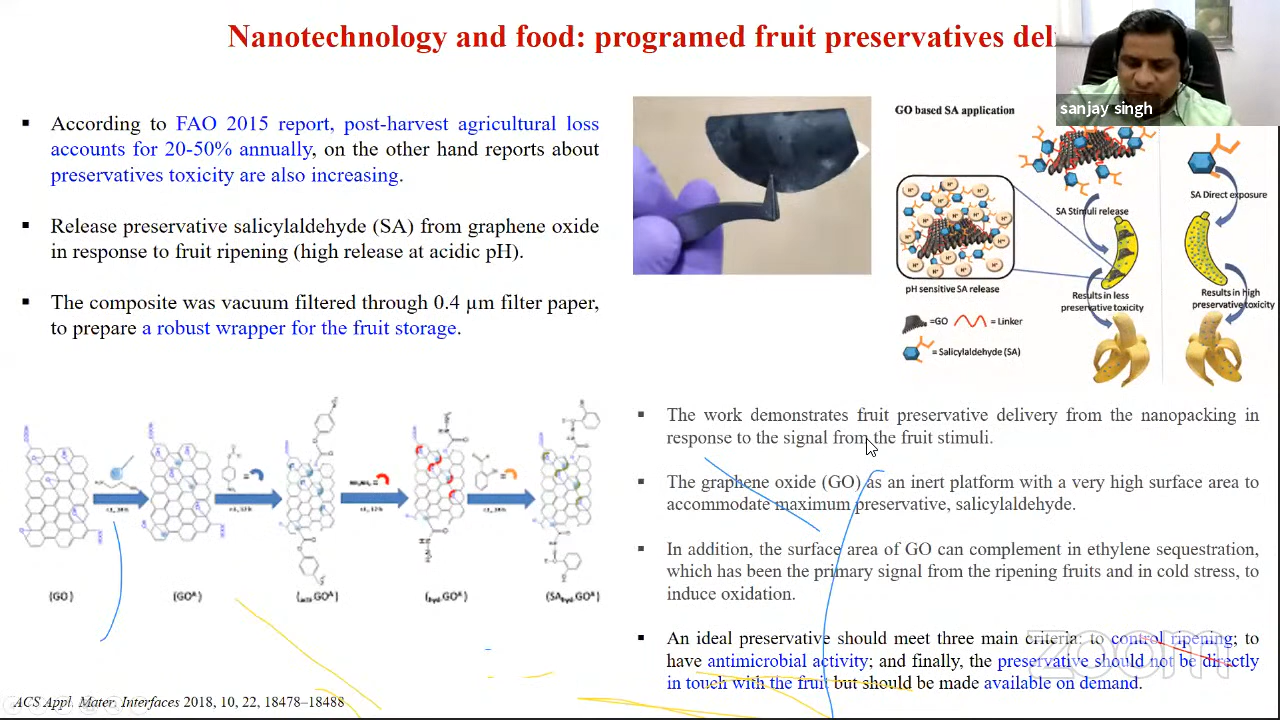 Nanotechnology and food: programed fruit preservatives deli
sanjay singh
▪ According to FAO 2015 report, post-harvest agricultural loss
accounts for 20-50% annually, on the other hand reports about
preservatives toxicity are also increasing.
▪ Release preservative salicylaldehyde (SA) from graphene oxide
in response to fruit ripening (high release at acidic pH).
▪ The composite was vacuum filtered through 0.4 µm filter paper,
to prepare a robust wrapper for the fruit storage.
GO based SA application
SA Stimuli release
SA Direct exposure
H⁺
pH sensitive SA release
Results in less
preservative toxicity
Results in high
preservative toxicity
=GO
= Linker
= Salicylaldehyde (SA)
(GO)
▪ The work demonstrates fruit preservative delivery from the nanopacking in
response to the signal from the fruit stimuli.
▪ The graphene oxide (GO) as an inert platform with a very high surface area to
accommodate maximum preservative, salicylaldehyde.
▪ In addition, the surface area of GO can complement in ethylene sequestration,
which has been the primary signal from the ripening fruits and in cold stress, to
induce oxidation.
▪ An ideal preservative should meet three main criteria: to control ripening; to
have antimicrobial activity; and finally, the preservative should not be directly
in touch with the fruit but should be made available on demand.
zoom
ACS Appl. Mater. Interfaces 2018, 10, 22, 18478–18488